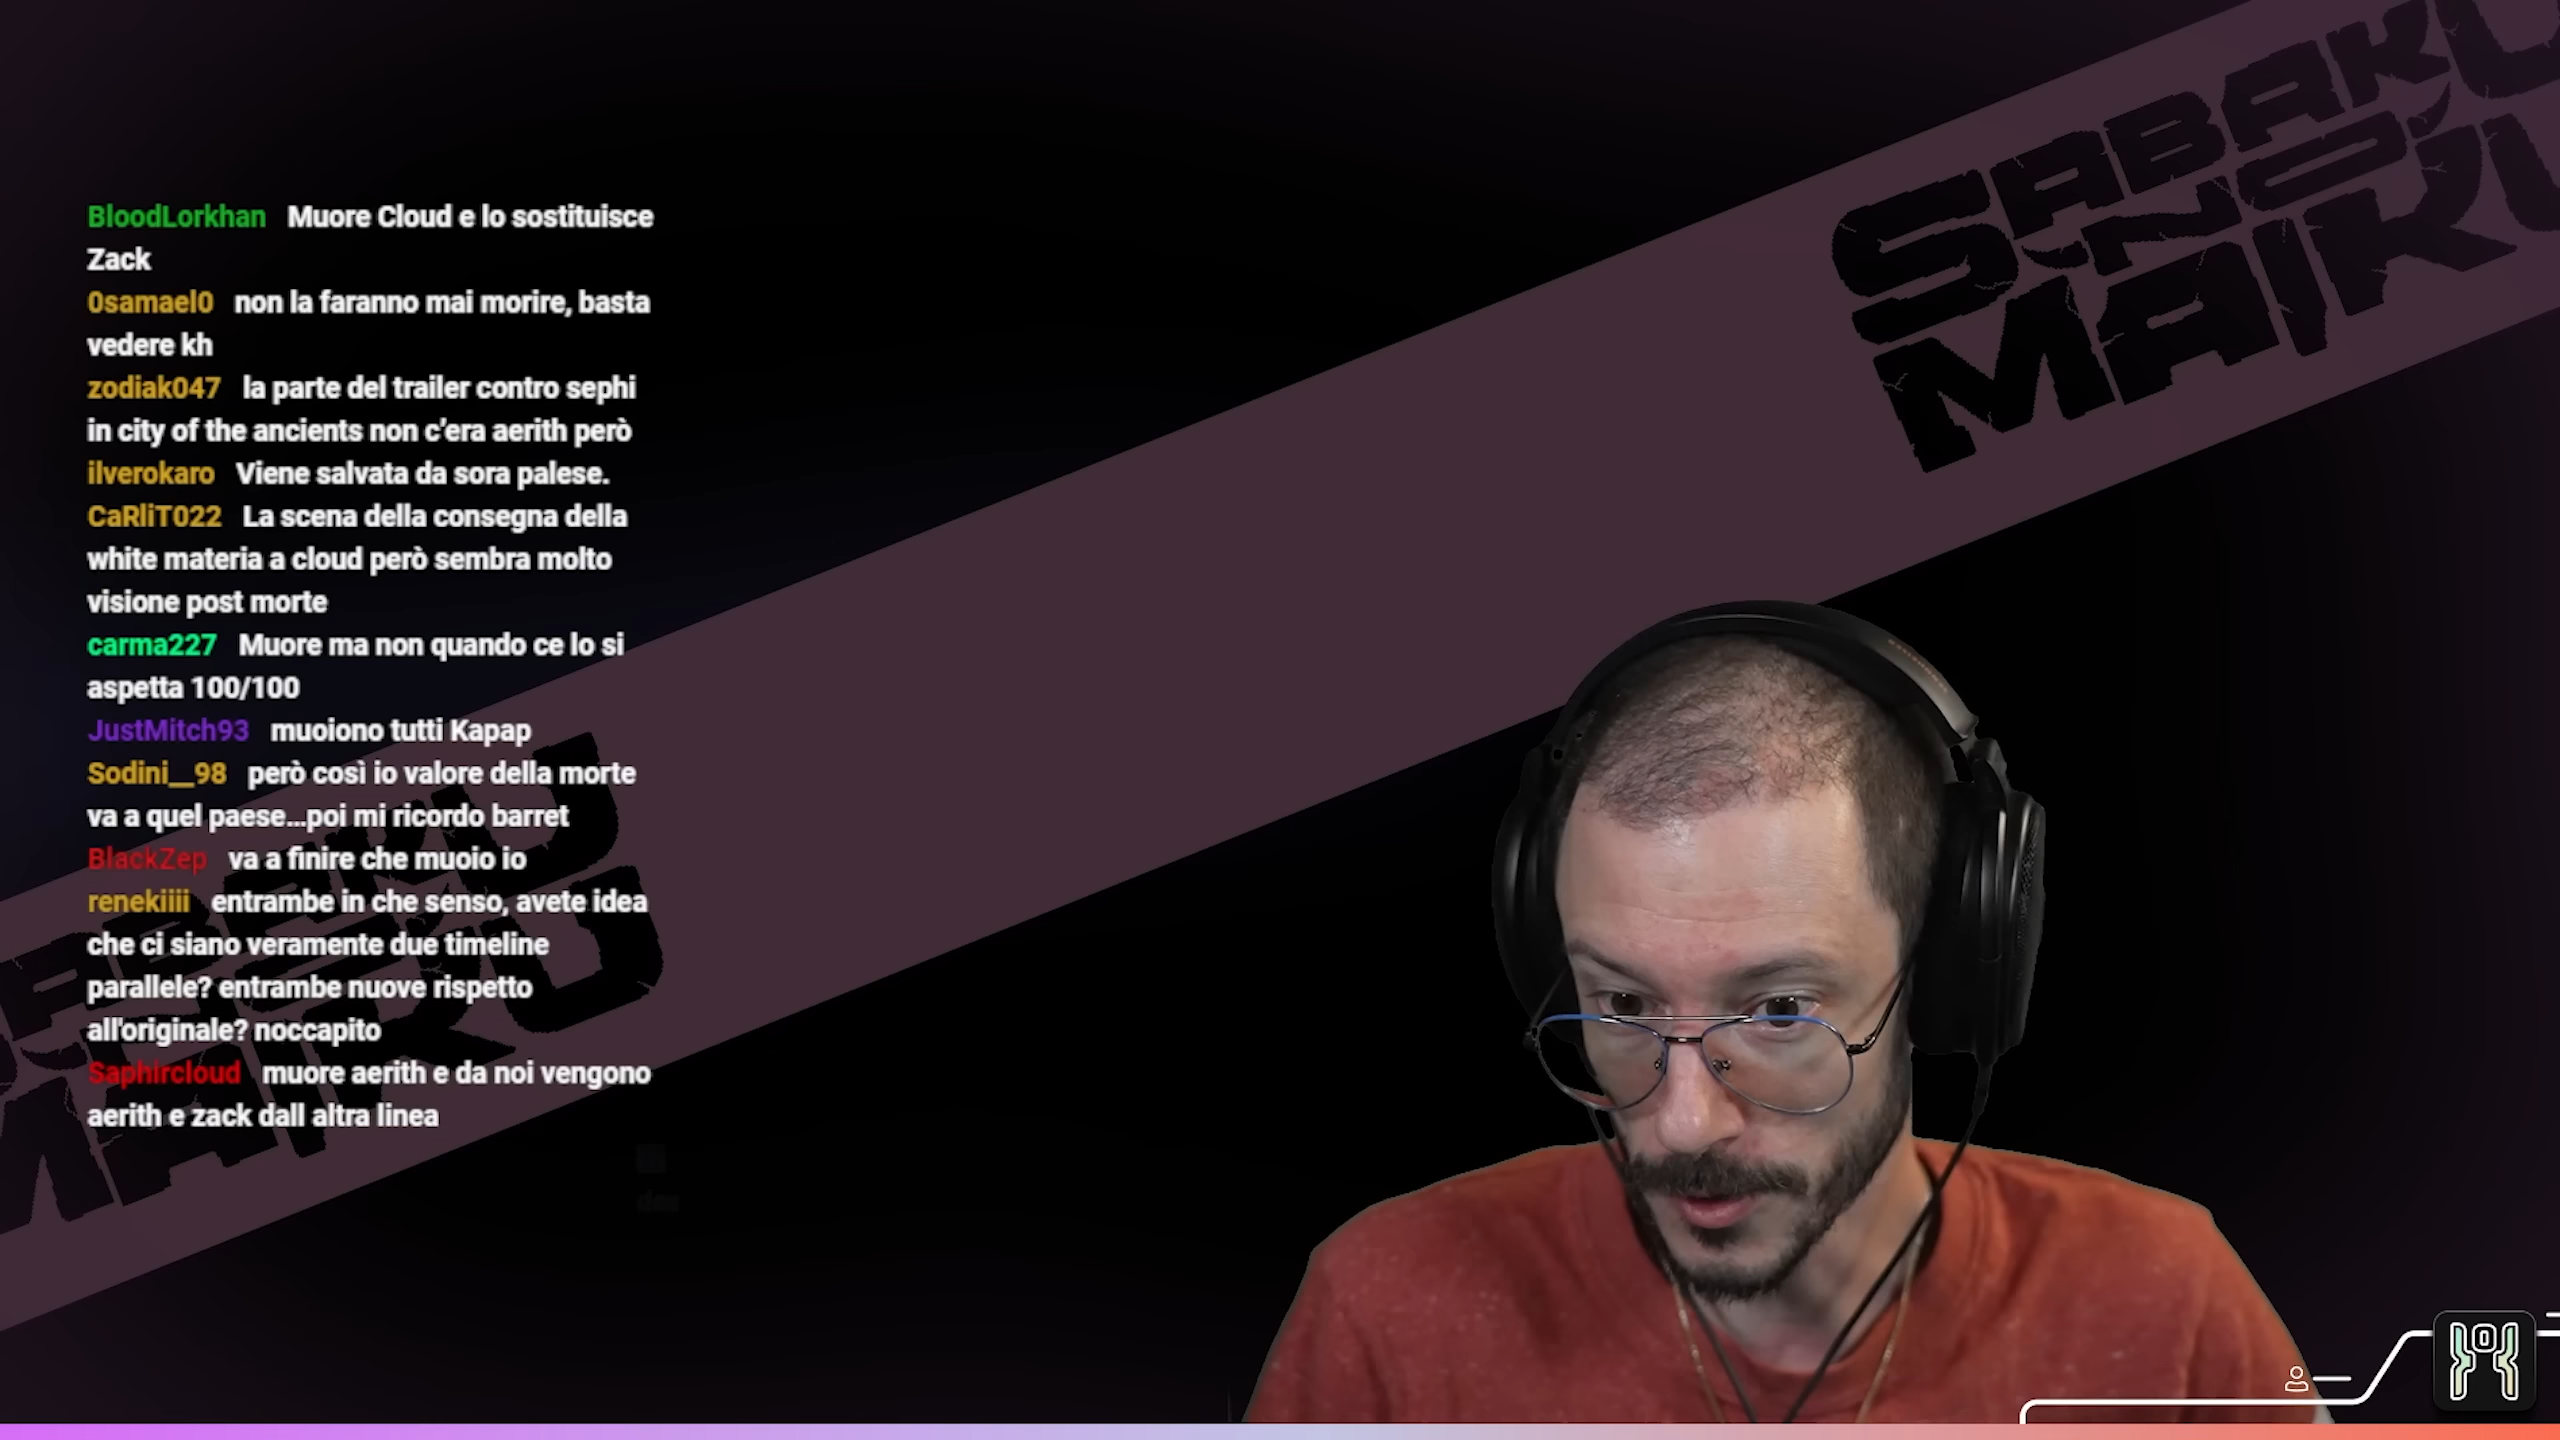 SABAKU
NO
MAIKU
BloodLorkhan Muore Cloud e lo sostituisce
Zack
0samael0 non la faranno mai morire, basta
vedere kh
zodiak047 la parte del trailer contro sephi
in city of the ancients non c'era aerith però
ilverokaro Viene salvata da sora palese.
CaRliT022 La scena della consegna della
white materia a cloud però sembra molto
visione post morte
carma227 Muore ma non quando ce lo si
aspetta 100/100
JustMitch93 muoiono tutti Kapap
Sodini__98 però così io valore della morte
va a quel paese...poi mi ricordo barret
BlackZep va a finire che muoio io
renekiiii entrambe in che senso, avete idea
che ci siano veramente due timeline
parallele? entrambe nuove rispetto
all'originale? noccapito
Saphircloud muore aerith e da noi vengono
aerith e zack dall altra linea